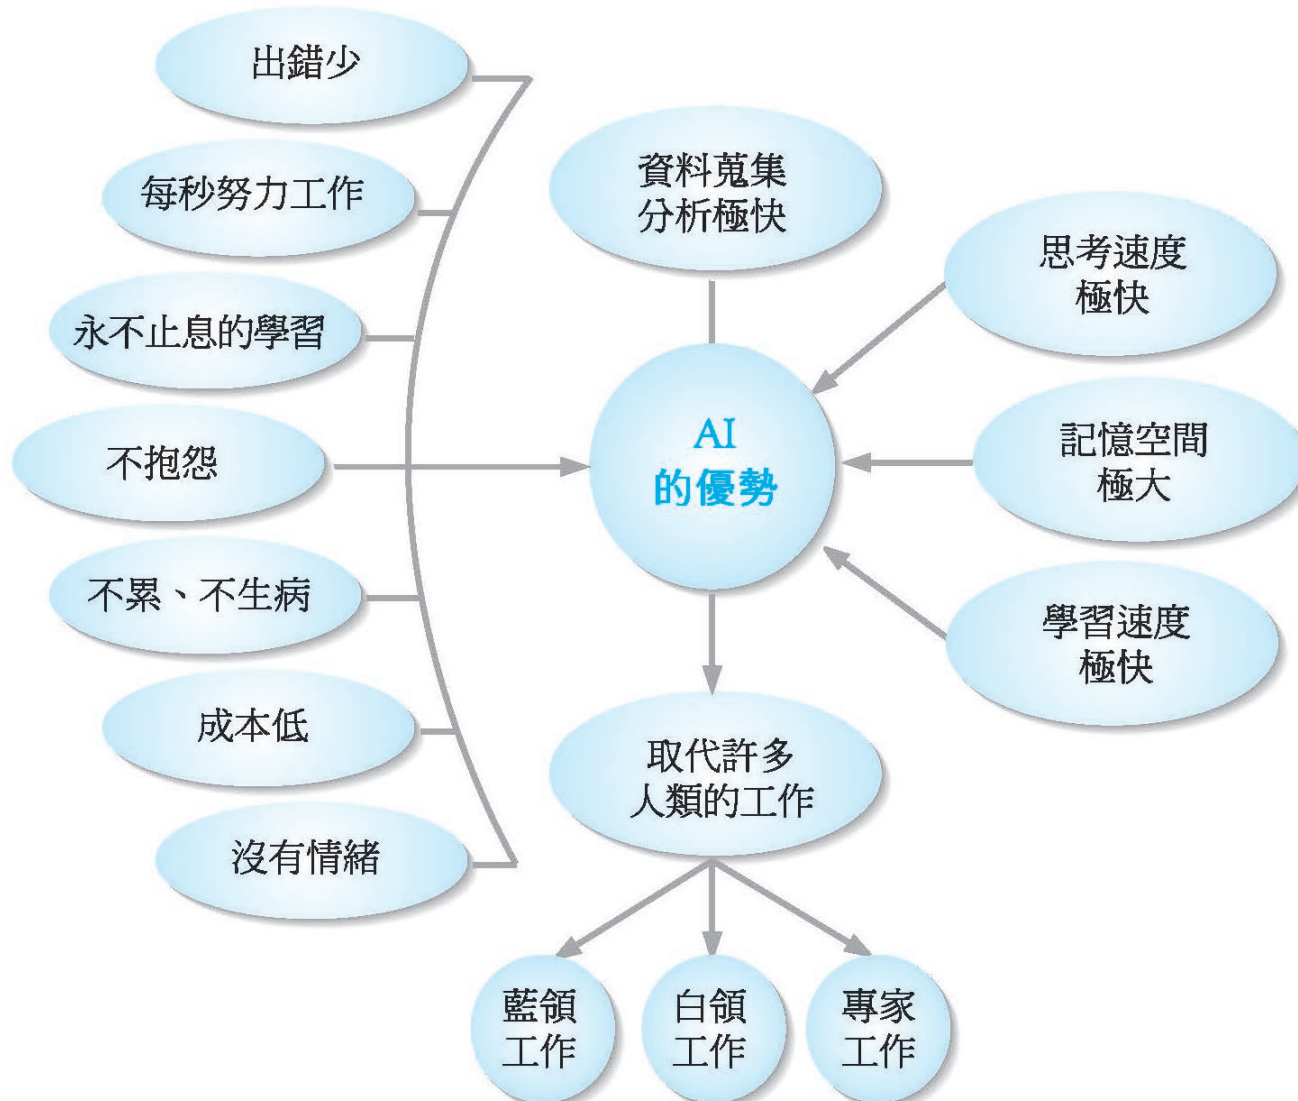 出錯少
每秒努力工作
永不止息的學習
不抱怨
不累、不生病
成本低
沒有情緒
資料蒐集
分析極快
AI
的優勢
思考速度
極快
記憶空間
極大
學習速度
極快
取代許多
人類的工作
藍領
工作
白領
工作
專家
工作